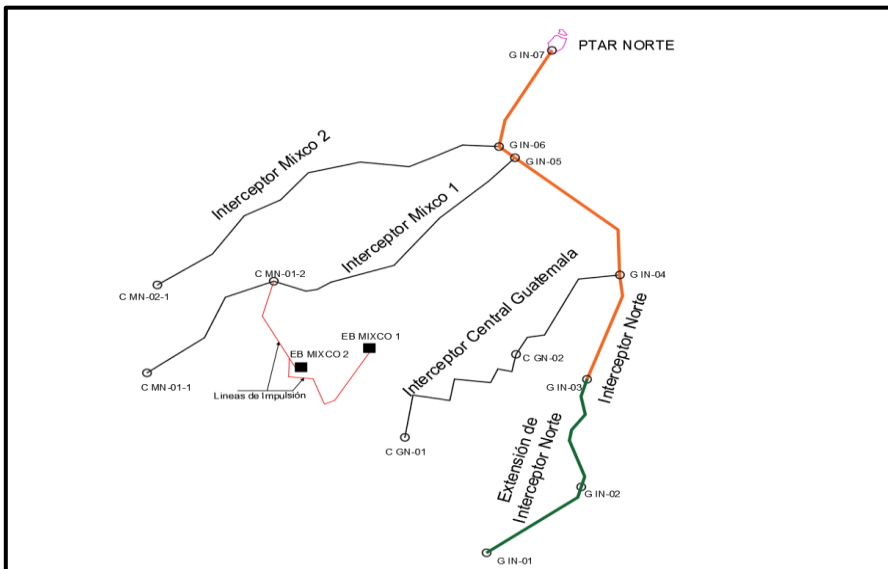 PTAR NORTE
G IN-07
G IN-06
G IN-05
Interceptor Mixco 2
Interceptor Mixco 1
C MN-01-2
C MN-02-1
G IN-04
Interceptor Central Guatemala
EB MIXCO 1
EB MIXCO 2
C GN-02
Interceptor Norte
G IN-03
C MN-01-1
Lineas de Impulsión
C GN-01
Extensión de
Interceptor Norte
G IN-02
G IN-01